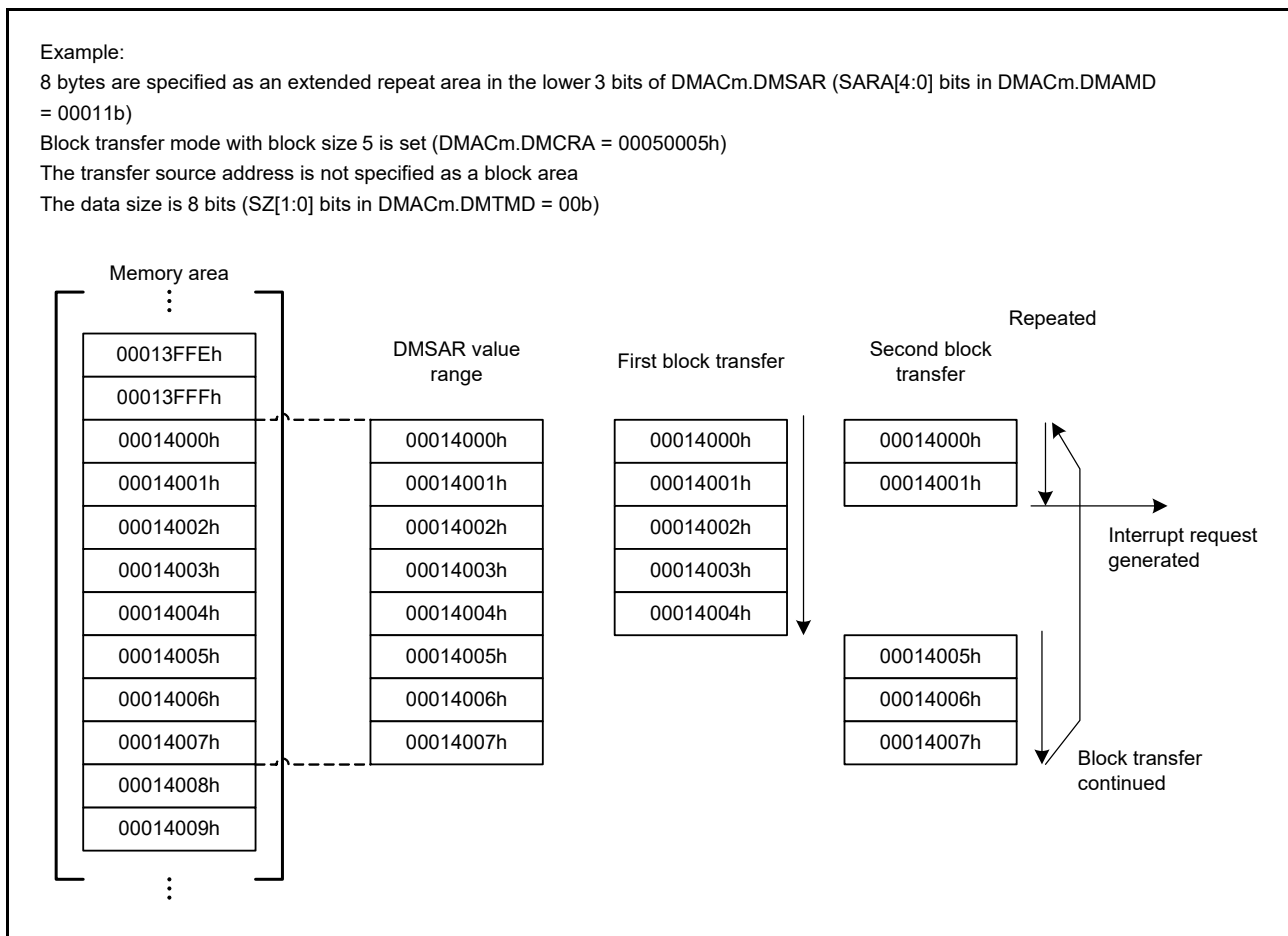 Example:
8 bytes are specified as an extended repeat area in the lower 3 bits of DMACm.DMSAR (SARA[4:0] bits in DMACm.DMAMD
= 00011b)
Block transfer mode with block size 5 is set (DMACm.DMCRA = 00050005h)
The transfer source address is not specified as a block area
The data size is 8 bits (SZ[1:0] bits in DMACm.DMTMD = 00b)
Memory area
00013FFEh
00013FFFh
00014000h
00014001h
00014002h
00014003h
00014004h
00014005h
00014006h
00014007h
00014008h
00014009h
DMSAR value
range
00014000h
00014001h
00014002h
00014003h
00014004h
00014005h
00014006h
00014007h
First block transfer
00014000h
00014001h
00014002h
00014003h
00014004h
Second block
transfer
00014000h
00014001h
00014005h
00014006h
00014007h
Repeated
Interrupt request
generated
Block transfer
continued